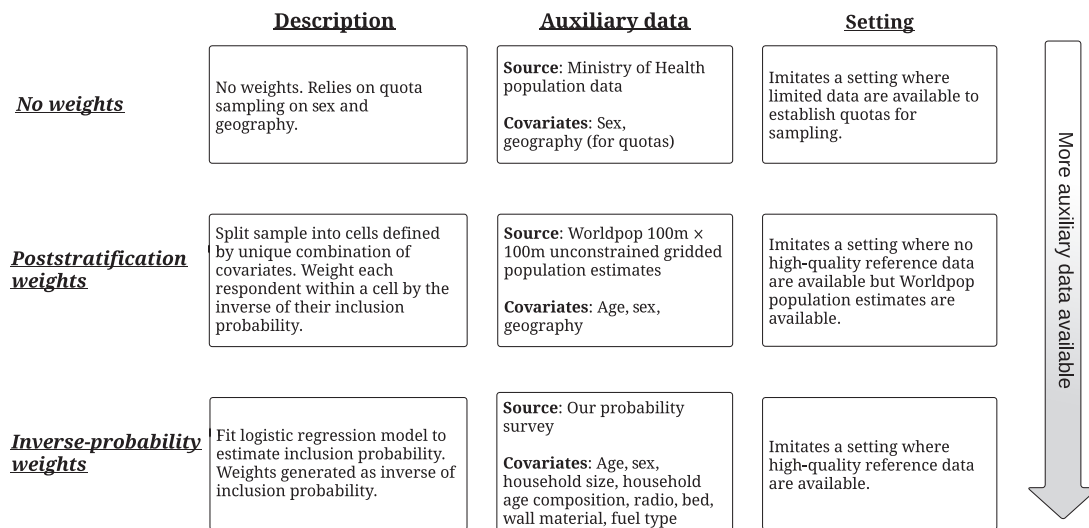 Description
Auxiliary data
Setting
No weights
No weights. Relies on quota
sampling on sex and
geography.
Source: Ministry of Health
population data
Covariates: Sex,
geography (for quotas)
Imitates a setting where
limited data are available to
establish quotas for
sampling.
Poststratification
weights
Split sample into cells defined
by unique combination of
covariates. Weight each
respondent within a cell by the
inverse of their inclusion
probability.
Source: Worldpop 100m ×
100m unconstrained gridded
population estimates
Covariates: Age, sex,
geography
Imitates a setting where no
high-quality reference data
are available but Worldpop
population estimates are
available.
Inverse-probability
weights
Fit logistic regression model to
estimate inclusion probability.
Weights generated as inverse of
inclusion probability.
Source: Our probability
survey
Covariates: Age, sex,
household size, household
age composition, radio, bed,
wall material, fuel type
Imitates a setting where
high-quality reference data
are available.
More auxiliary data available